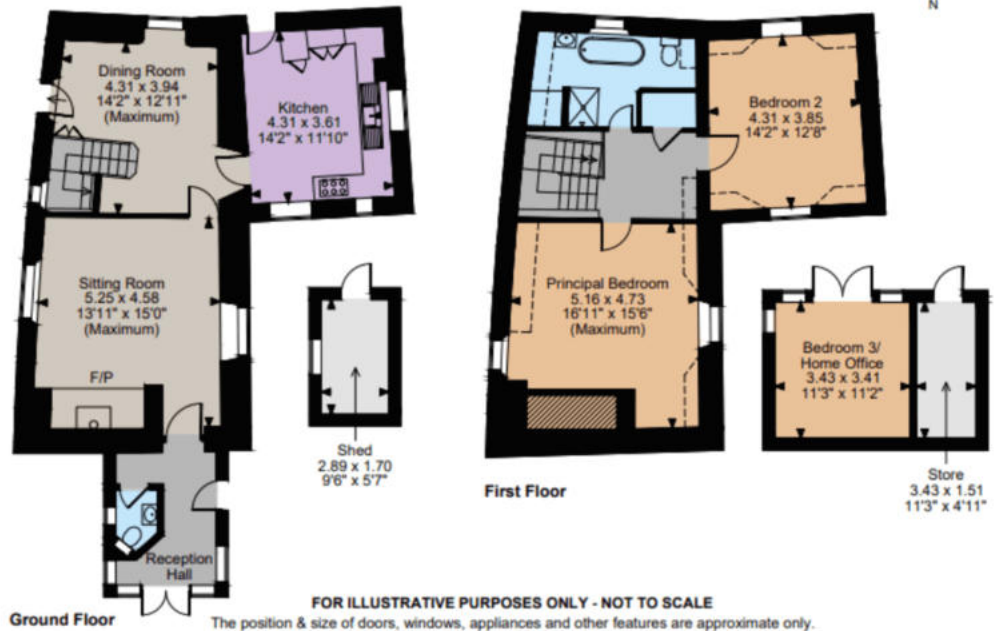 N
Dining Room
4.31 x 3.94
14'2" x 12'11"
(Maximum)
Kitchen
4.31 x 3.61
14'2" x 11'10"
Sitting Room
5.25 x 4.58
13'11" x 15'0"
(Maximum)
F/P
Shed
2.89 x 1.70
9'6" x 5'7"
Reception
Hall
Ground Floor
Bedroom 2
4.31 x 3.85
14'2" x 12'8"
Principal Bedroom
5.16 x 4.73
16'11" x 15'6"
(Maximum)
First Floor
Bedroom 3/
Home Office
3.43 x 3.41
11'3" x 11'2"
Store
3.43 x 1.51
11'3" x 4'11"
FOR ILLUSTRATIVE PURPOSES ONLY - NOT TO SCALE
The position & size of doors, windows, appliances and other features are approximate only.